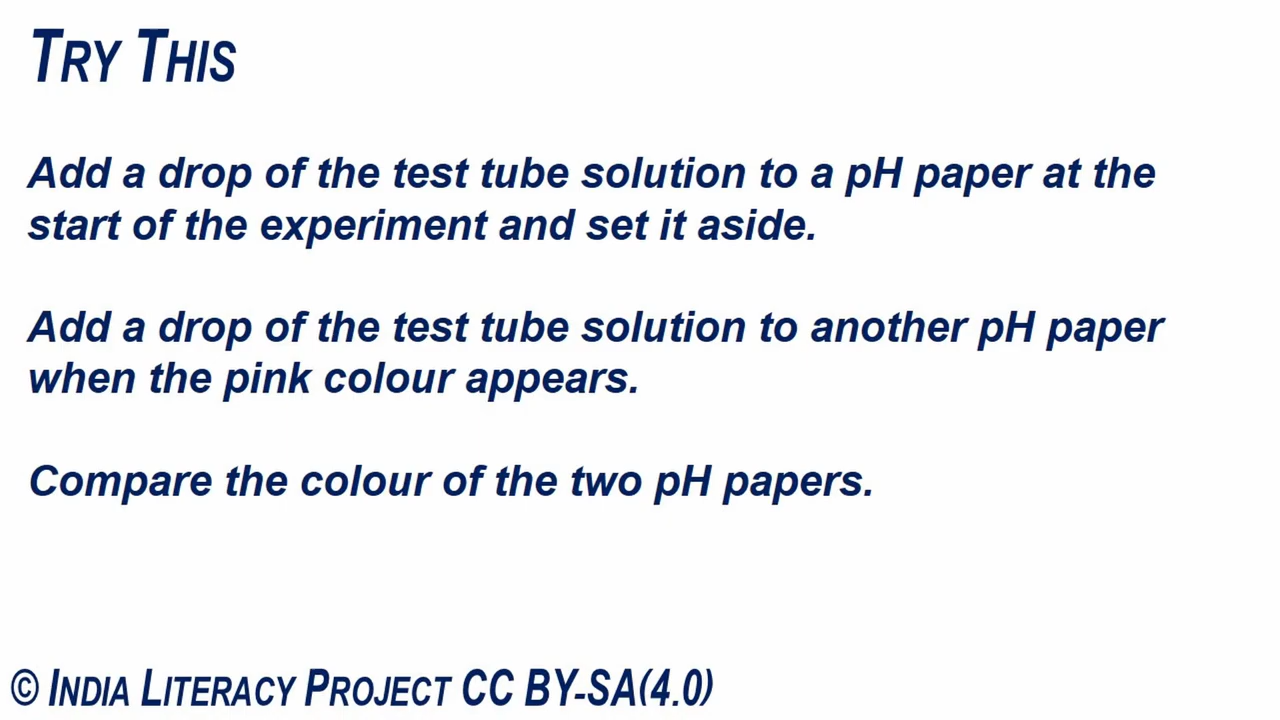 TRY THIS
Add a drop of the test tube solution to a pH paper at the
start of the experiment and set it aside.
Add a drop of the test tube solution to another pH paper
when the pink colour appears.
Compare the colour of the two pH papers.
© INDIA LITERACY PROJECT CC BY-SA(4.0)